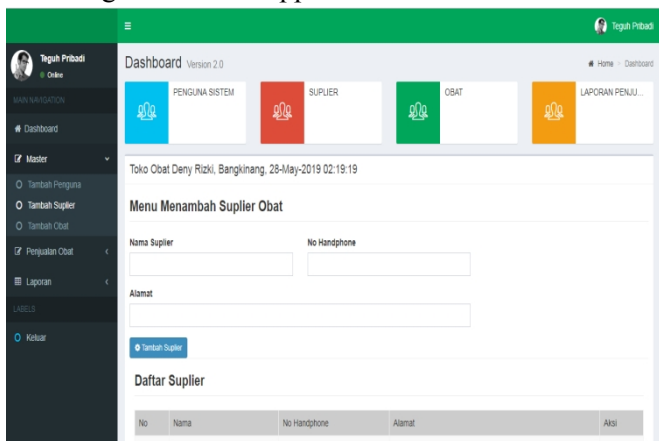 Teguh Pribadi
Teguh Pribadi
Online
MAIN NAVIGATION
Dashboard
Master
Tambah Penguna
Tambah Suplier
Tambah Obat
Penjualan Obat
Laporan
LABELS
Keluar
Dashboard Version 2.0
Home > Dashboard
PENGUNA SISTEM
SUPLIER
OBAT
LAPORAN PENJU...
Toko Obat Deny Rizki, Bangkinang, 28-May-2019 02:19:19
Menu Menambah Suplier Obat
Nama Suplier No Handphone
Alamat
Tambah Suplier
Daftar Suplier
No Nama No Handphone Alamat Aksi